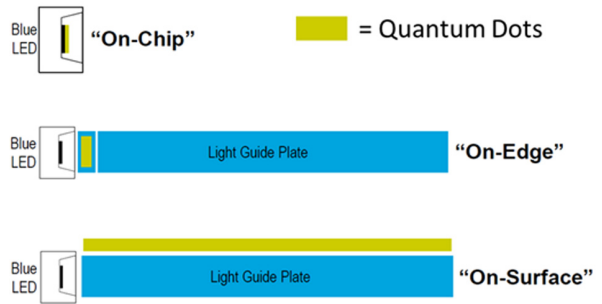 Blue
LED
“On-Chip”
= Quantum Dots
Blue
LED
Light Guide Plate
“On-Edge”
Blue
LED
Light Guide Plate
“On-Surface”